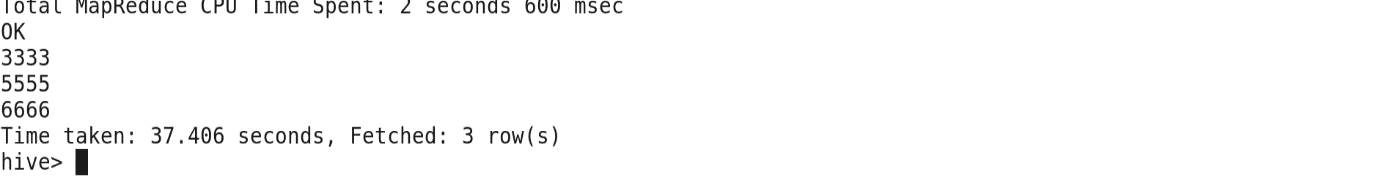 Total MapReduce CPU Time Spent: 2 seconds 600 msec
OK
3333
5555
6666
Time taken: 37.406 seconds, Fetched: 3 row(s)
hive>